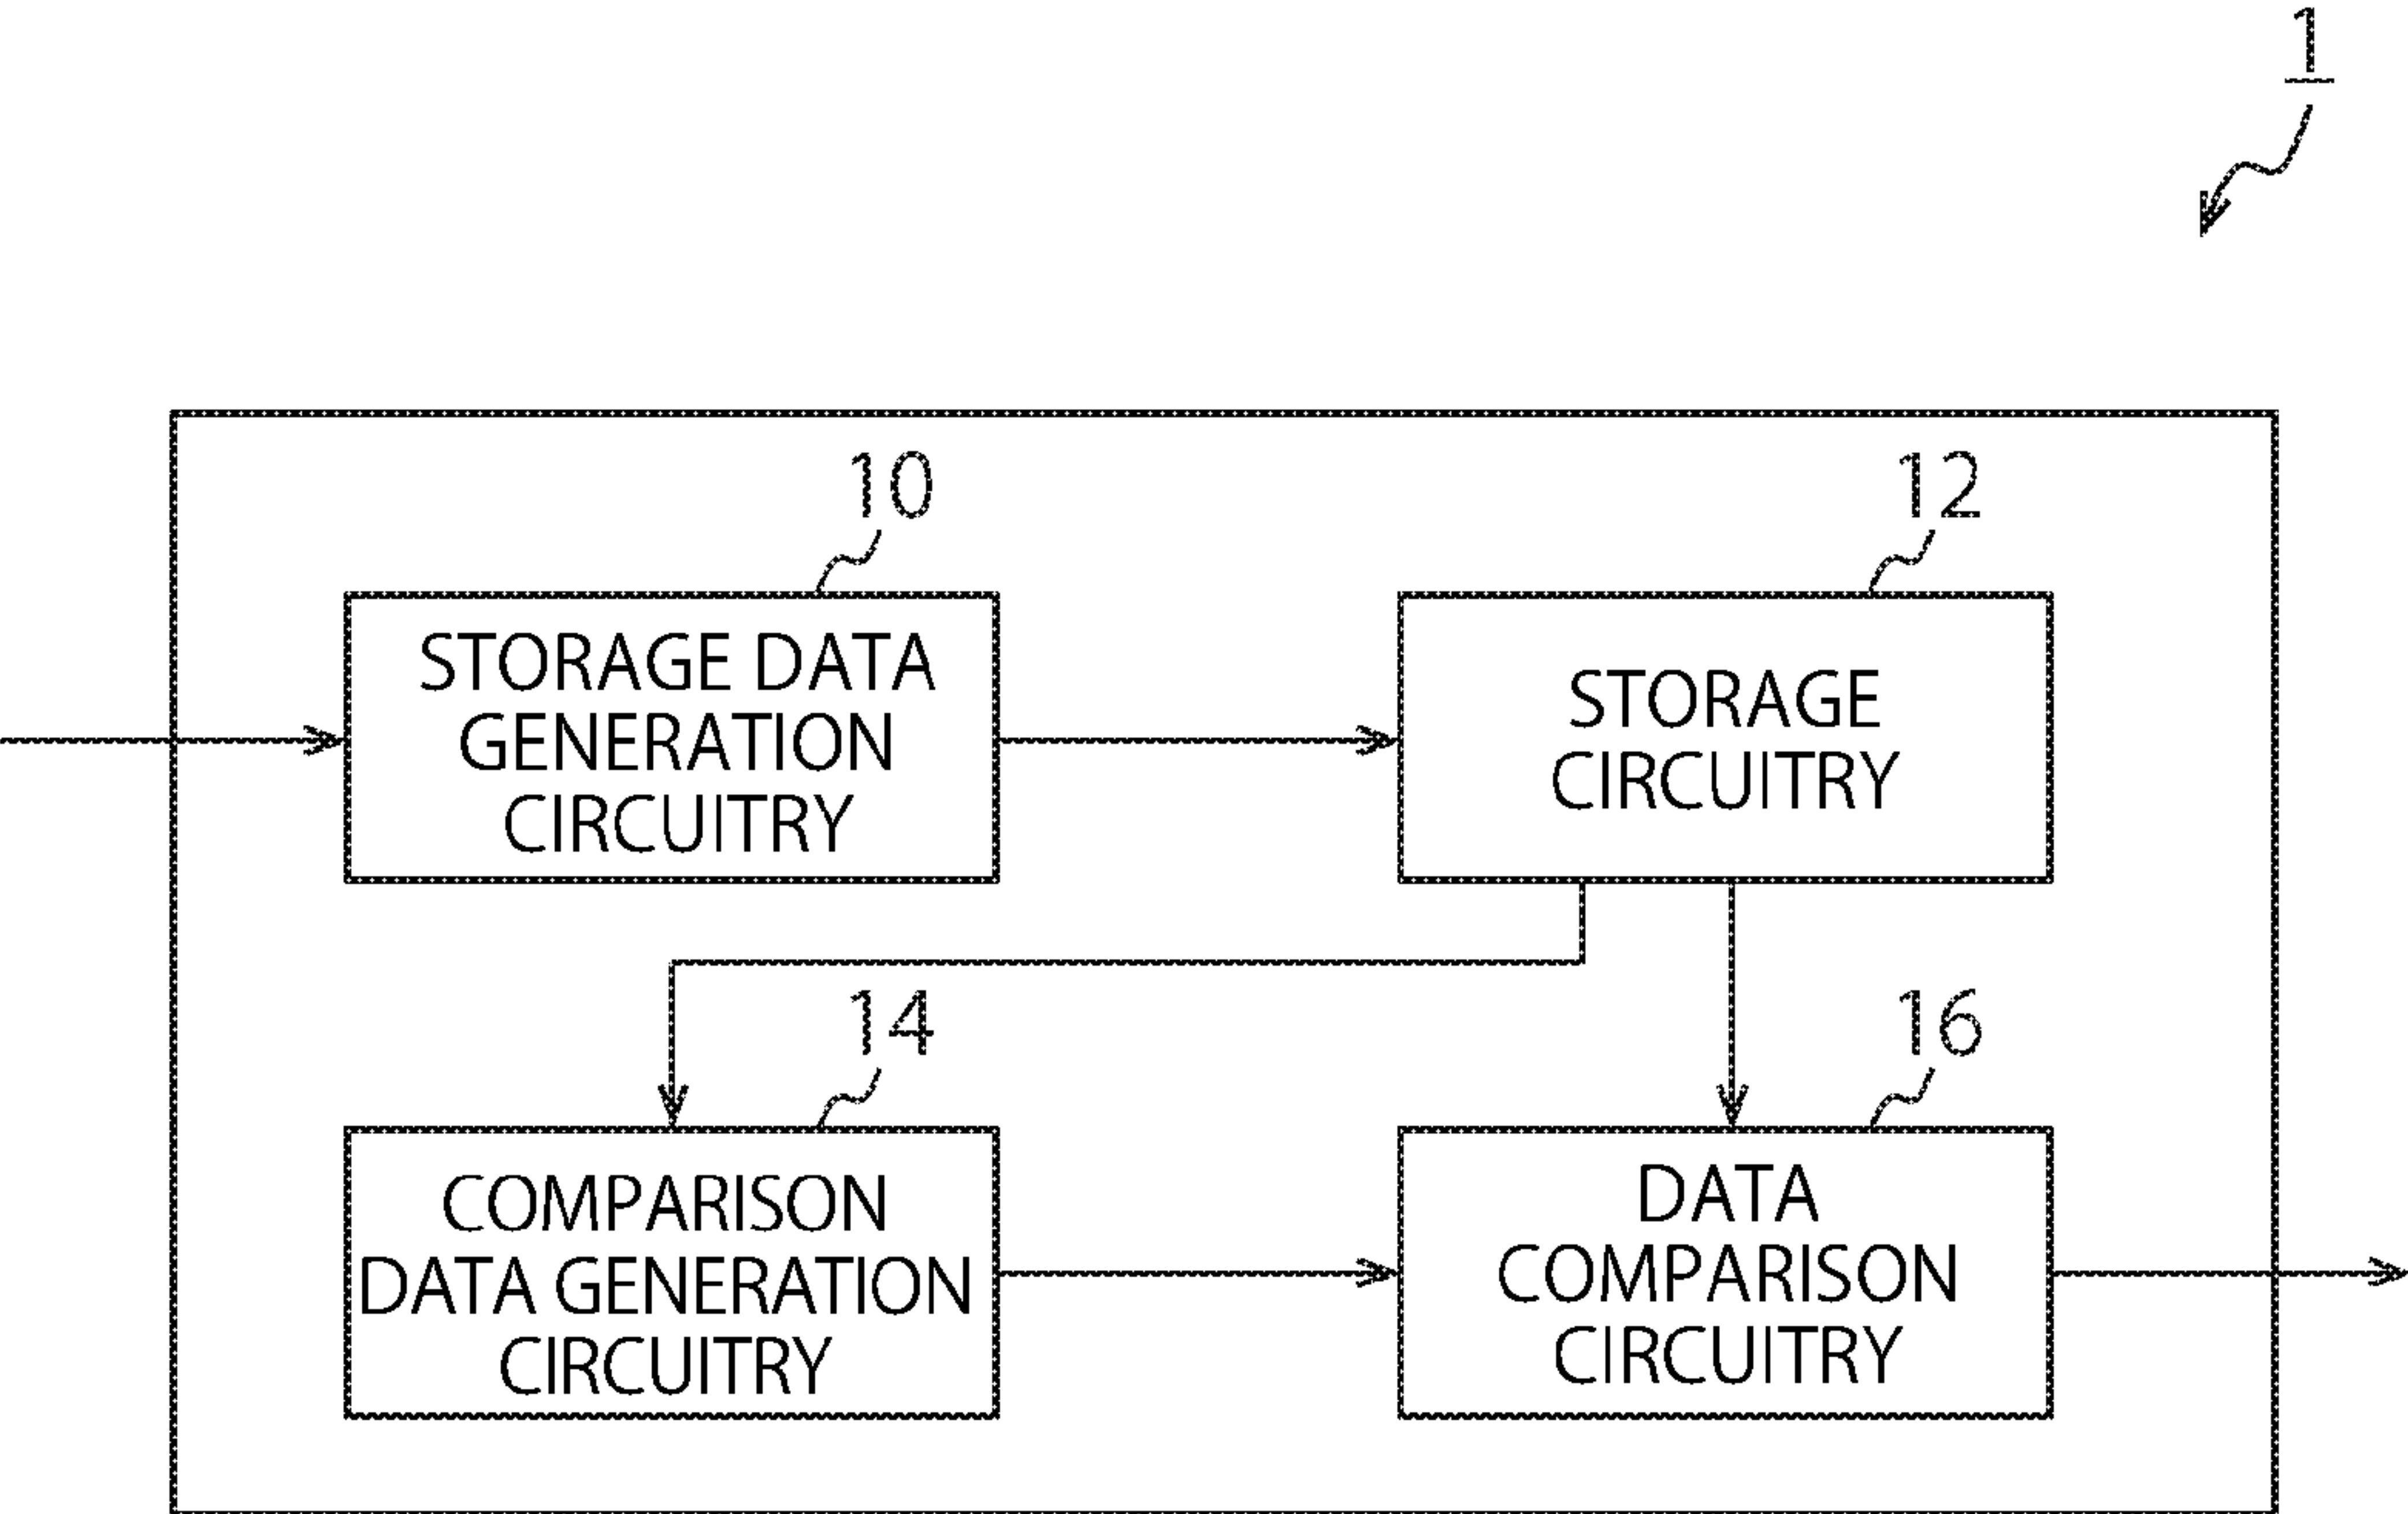 1
10
STORAGE DATA
GENERATION
CIRCUITRY
12
STORAGE
CIRCUITRY
14
COMPARISON
DATA GENERATION
CIRCUITRY
16
DATA
COMPARISON
CIRCUITRY